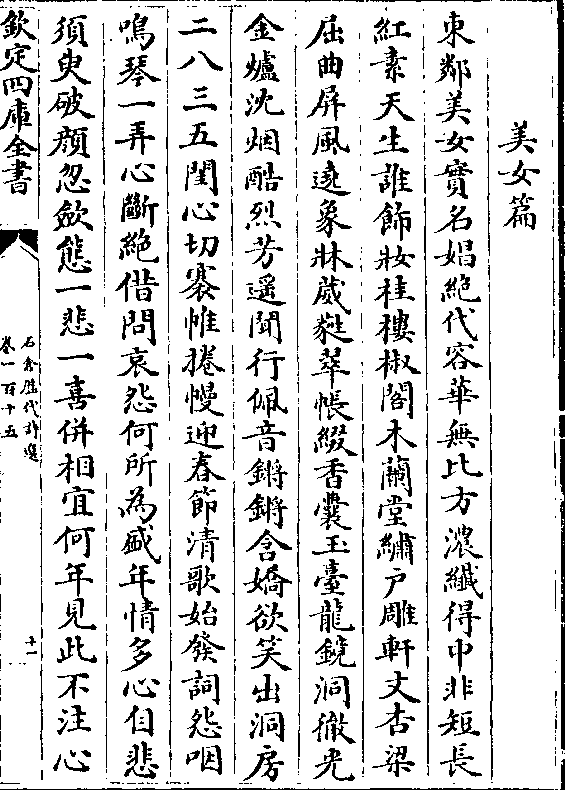 美女篇
東鄰美女實名娼絶代容華無比方濃纎得中非短長
紅素天生誰飾妝桂樓椒閣木蘭堂繡户雕軒文杏梁
屈曲屏風遶象牀葳蕤翠帳綴香囊玉臺龍鏡洞徹光
金爐沈烟酷烈芳遥聞行佩音鏘鏘含嬌欲笑出洞房
二八三五閨心切褰帷捲幔迎春節清歌始發詞怨咽
鳴琴一弄心斷絶借問哀怨何所為盛年情多心自悲
須臾破顔忽斂態一悲一喜併相宜何年見此不注心
欽定四庫全書
石倉歴代詩選
卷一百十五
十一